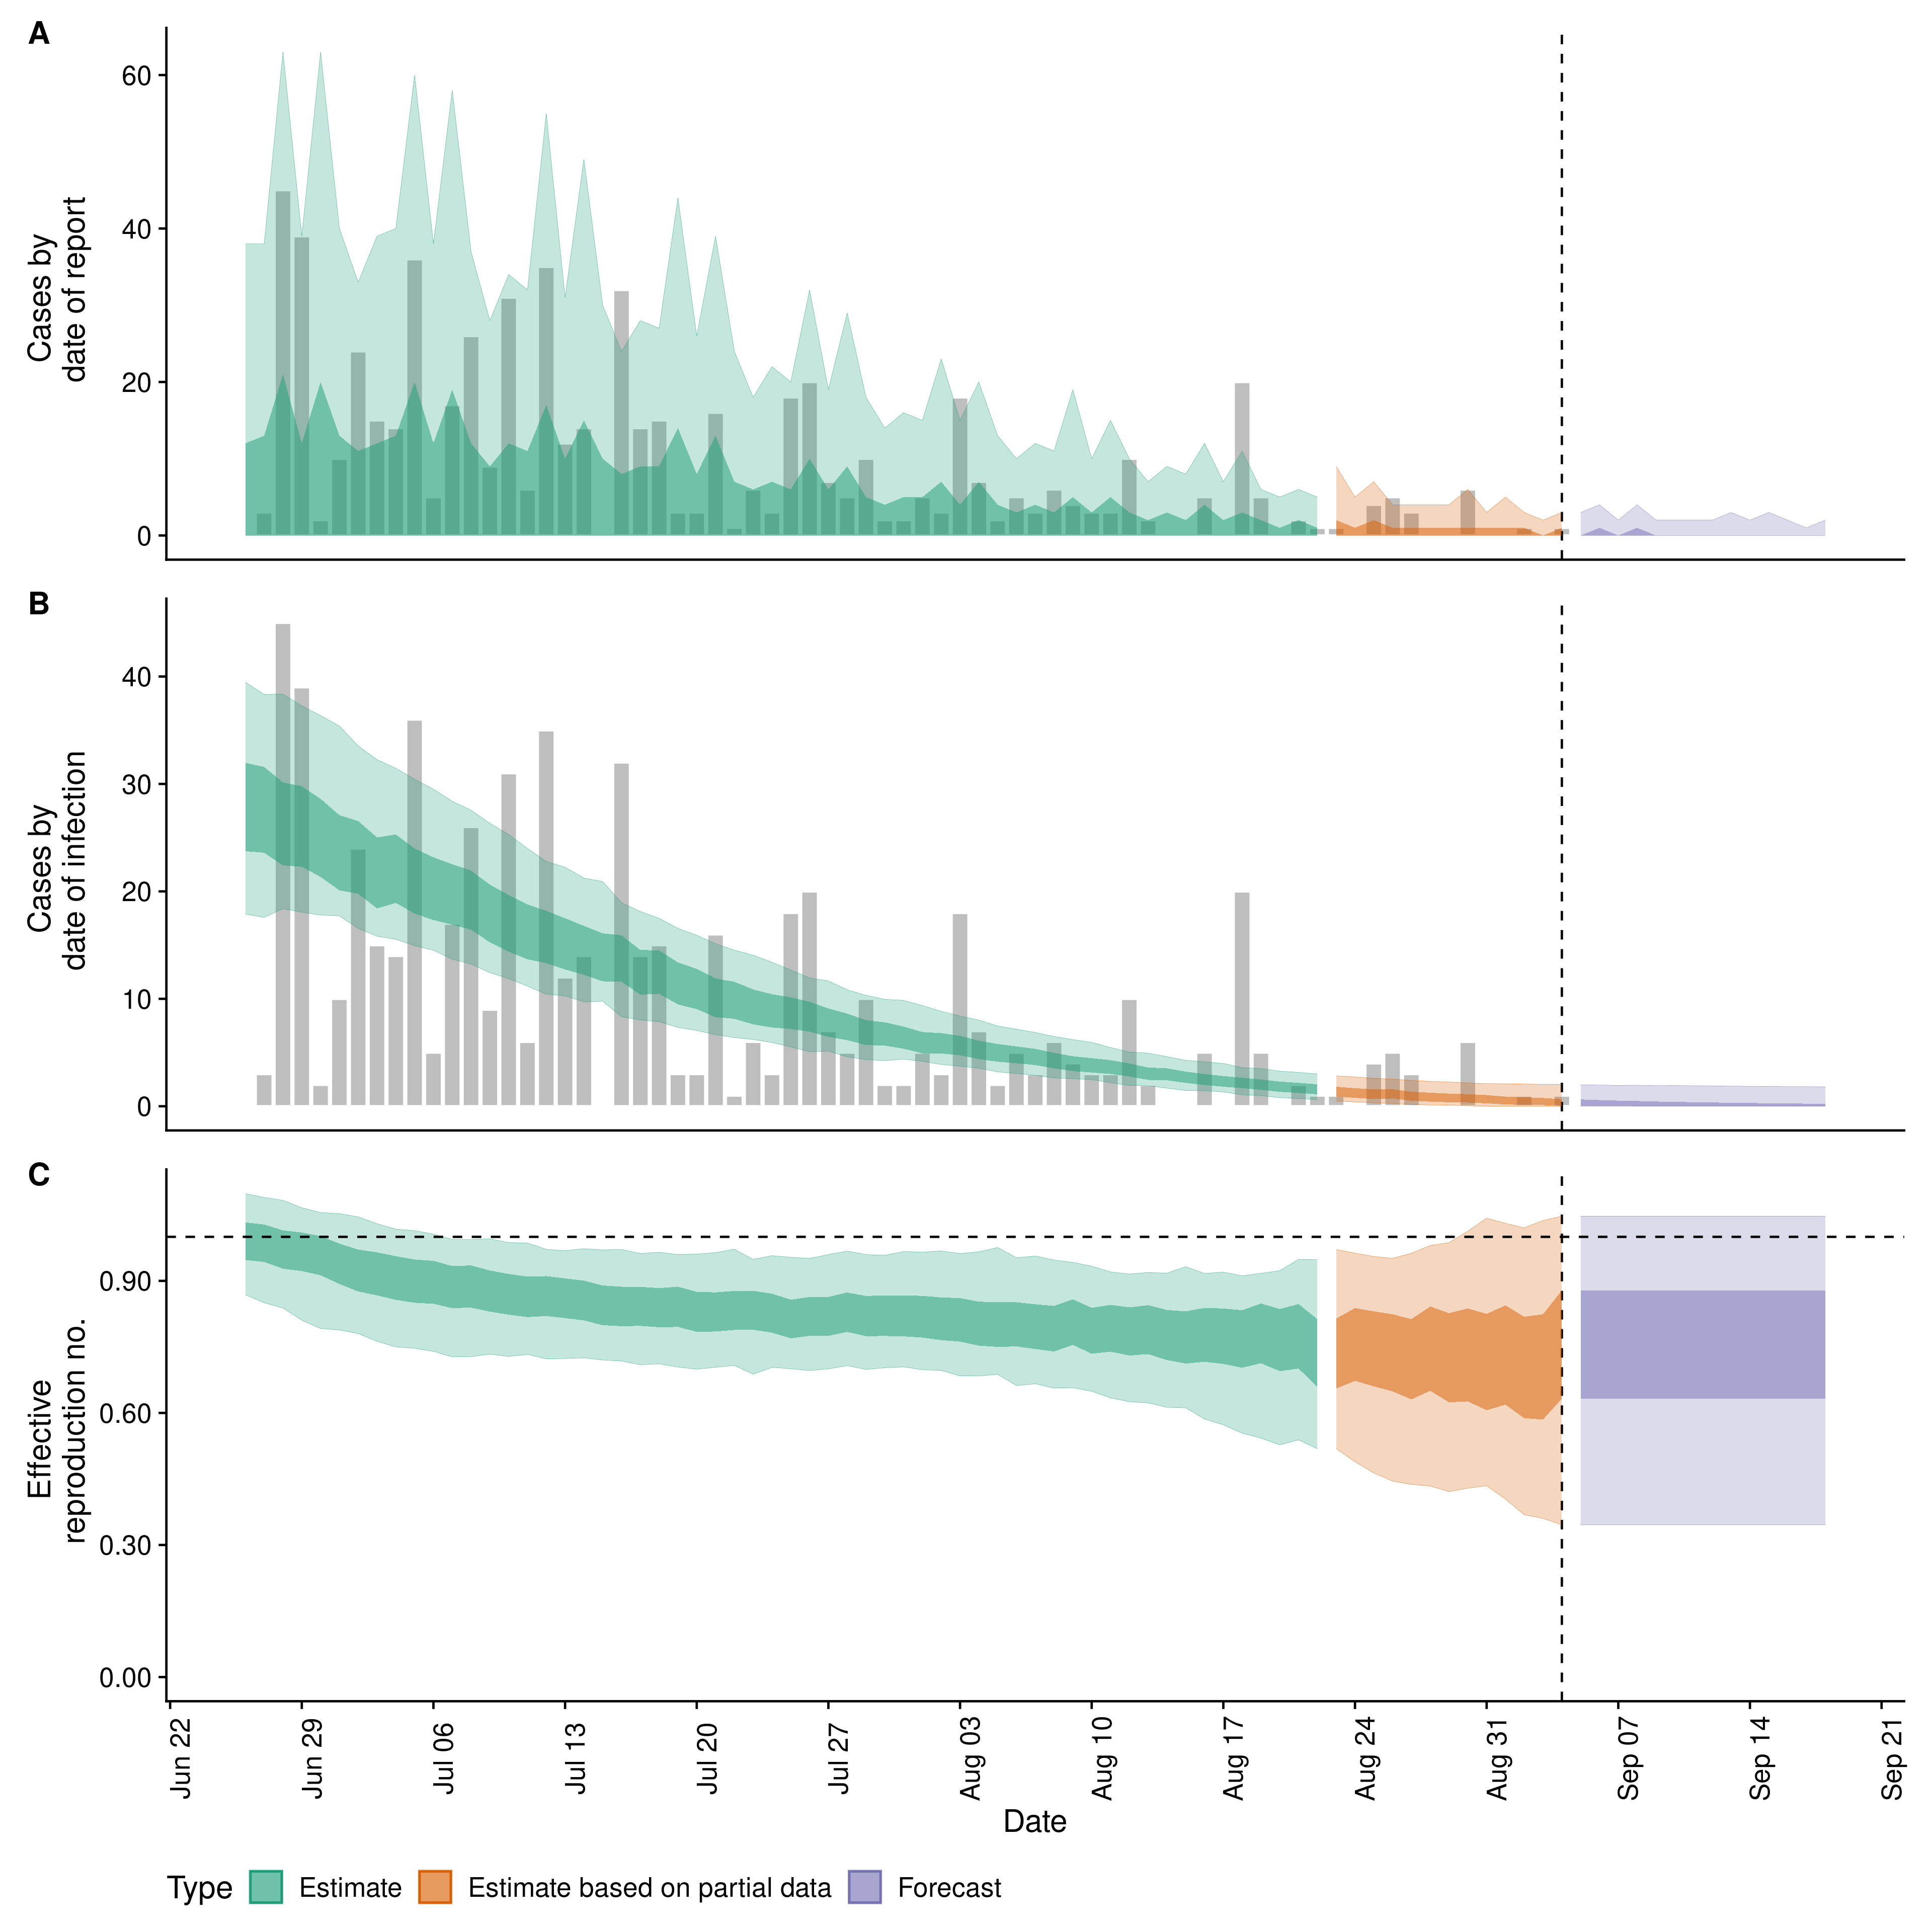 A
60
40
20
0
Cases by
date of report
B
40
30
20
10
0
Cases by
date of infection
C
0.90
0.60
0.30
0.00
Effective
reproduction no.
Jun 22
Jun 29
Jul 06
Jul 13
Jul 20
Jul 27
Aug 03
Aug 10
Aug 17
Aug 24
Aug 31
Sep 07
Sep 14
Sep 21
Date
Type Estimate Estimate based on partial data Forecast